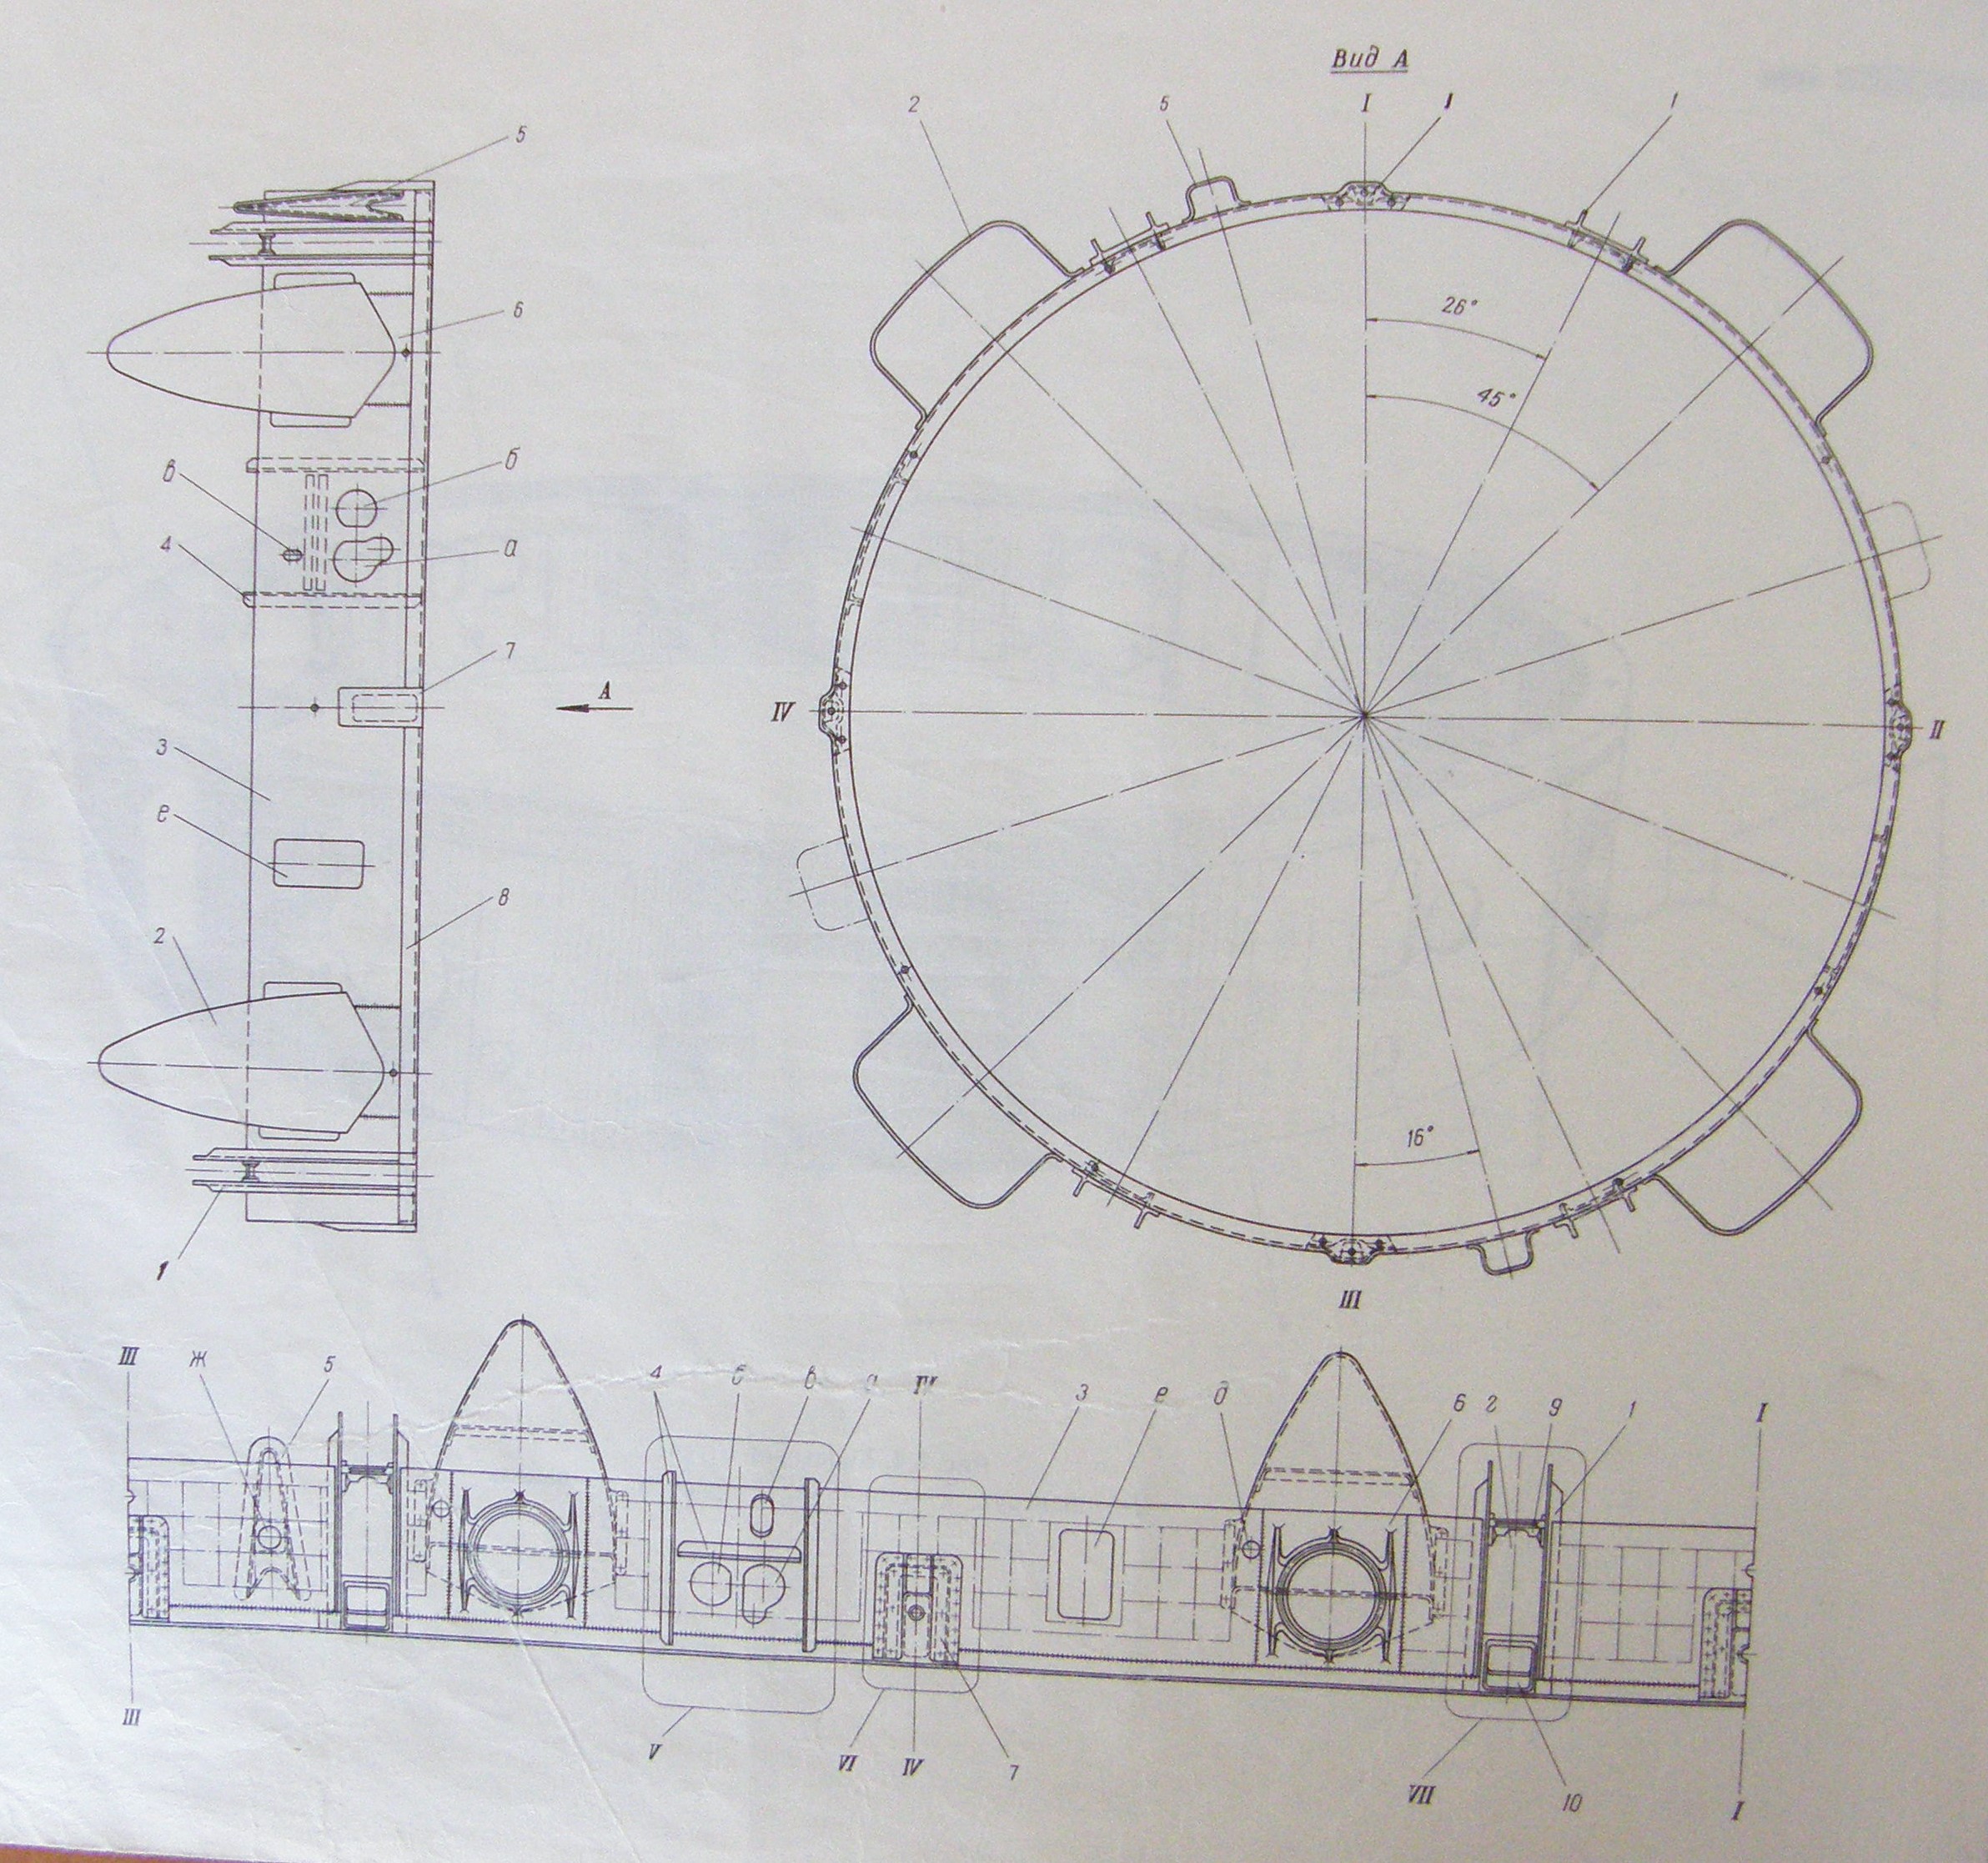 Вид А
2 5 I 1 1
5
26°
6
45°
в б
4 а
7
А
IV II
3
е
8
2
16°
1
III
III Ж 5 4 б в а IV 3 е д 6 г 9 1 I
III
V VI IV 7 VII 10 I